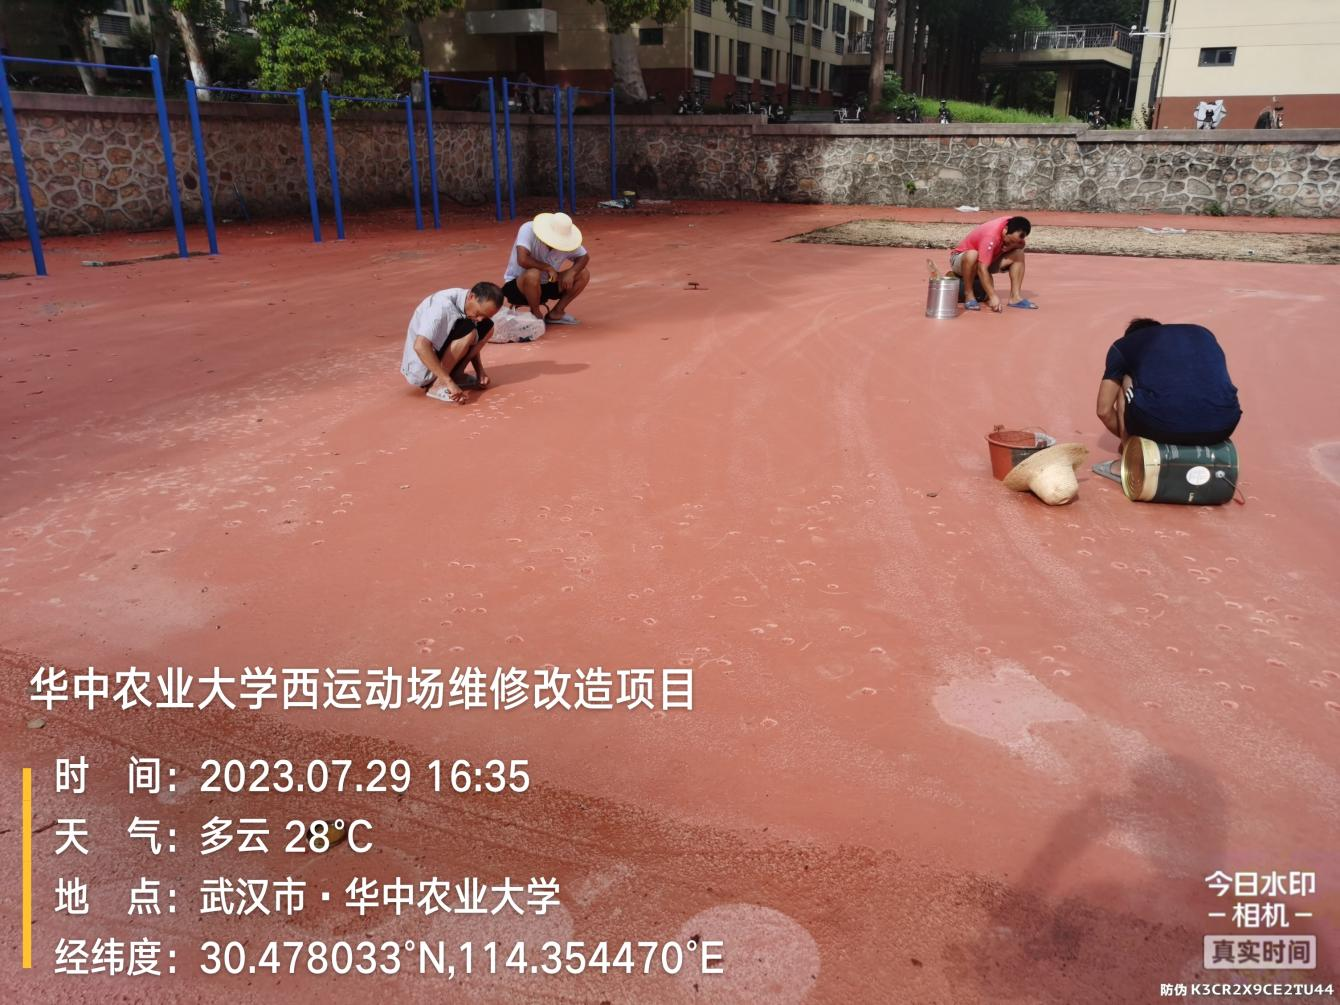 华中农业大学西运动场维修改造项目
时 间：2023.07.29 16:35
天 气：多云 28℃
地 点：武汉市·华中农业大学
经纬度：30.478033°N,114.354470°E
今日水印
-相机-
真实时间
防伪 K3CR2X9CE2TU44